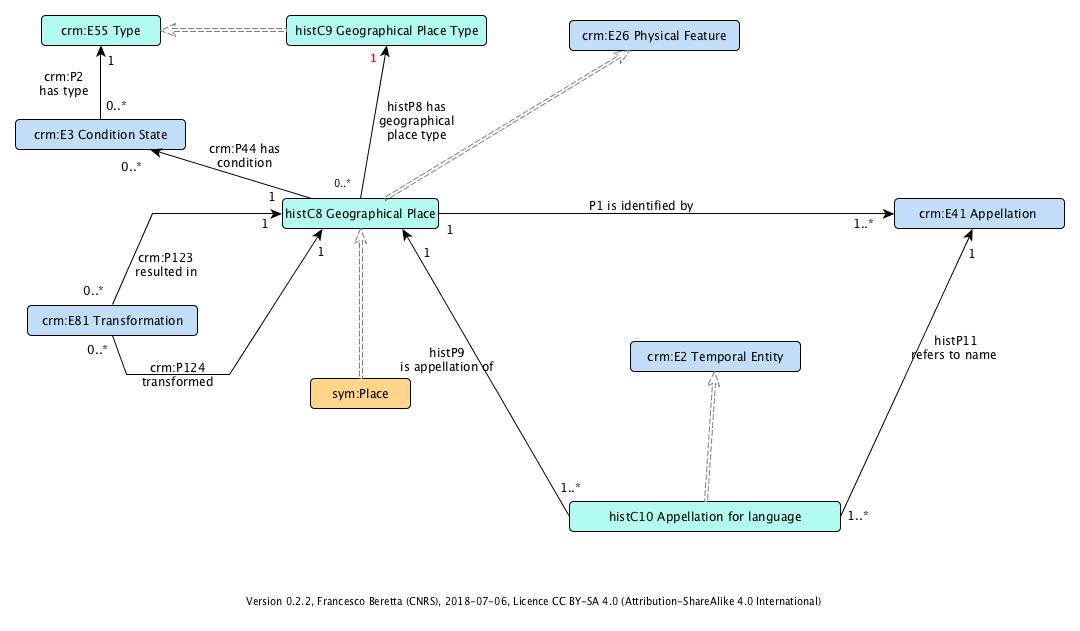 crm:E55 Type
histC9 Geographical Place Type
crm:E26 Physical Feature
1
1
crm:P2
has type
0..*
histP8 has
geographical
place type
crm:E3 Condition State
crm:P44 has
condition
0..*
0..*
1
histC8 Geographical Place
P1 is identified by
crm:E41 Appellation
1
1
1..*
1
1
1
crm:P123
resulted in
0..*
crm:E81 Transformation
0..*
crm:P124
transformed
histP9
is appellation of
crm:E2 Temporal Entity
histP11
refers to name
sym:Place
1..*
histC10 Appellation for language
1..*
Version 0.2.2, Francesco Beretta (CNRS), 2018-07-06, Licence CC BY-SA 4.0 (Attribution-ShareAlike 4.0 International)